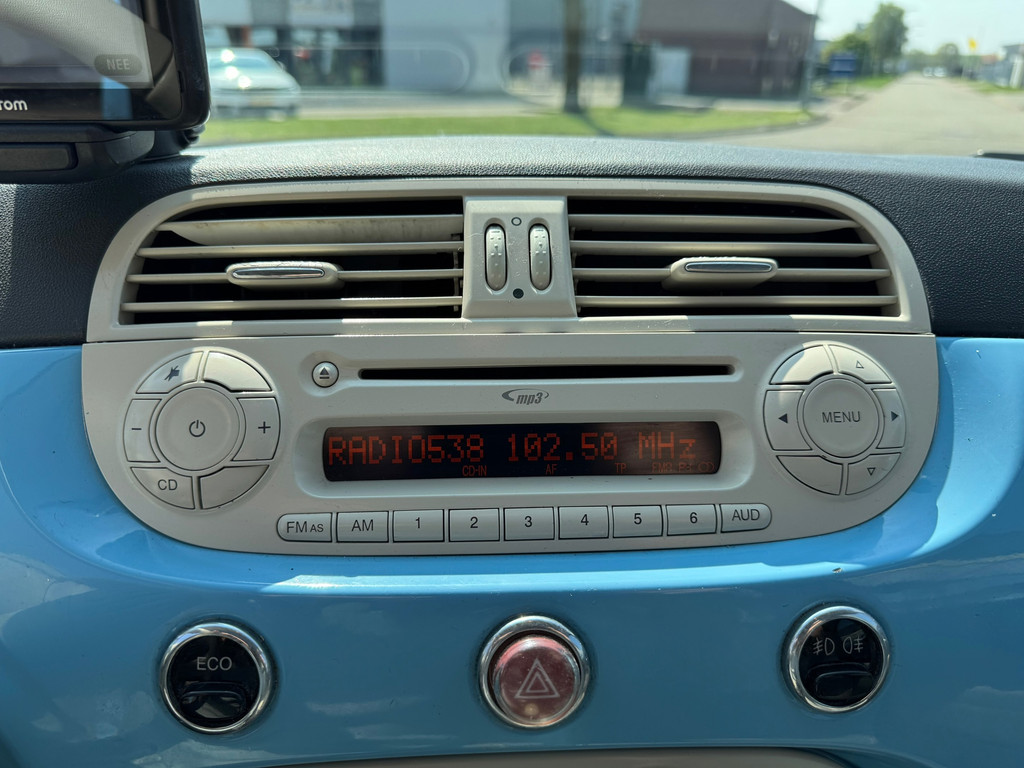 NEE
rom
mp3
MENU
RADIO538 102.50 MHz
CD-IN AF TP
CD
FM AS AM 1 2 3 4 5 6 AUD
ECO